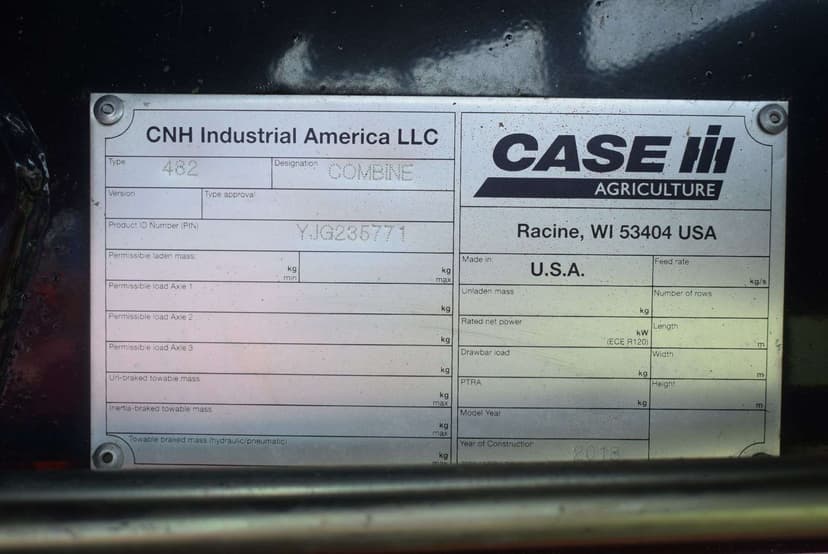 CNH Industrial America LLC
Type 482 Designation COMBINE
Version Type approval
Product ID Number (PIN) YJG235771
Permissible laden mass: kg min kg max
Permissible load Axle 1 kg
Permissible load Axle 2 kg
Permissible load Axle 3 kg
Un-braked towable mass kg max
Inertia-braked towable mass kg max
Towable braked mass (hydraulic/pneumatic) kg max
CASE IH
AGRICULTURE
Racine, WI 53404 USA
Made in: U.S.A. Feed rate kg/s
Unladen mass kg Number of rows
Rated net power kW (ECE R120) Length m
Drawbar load kg Width m
PTRA kg Height m
Model Year
Year of Construction